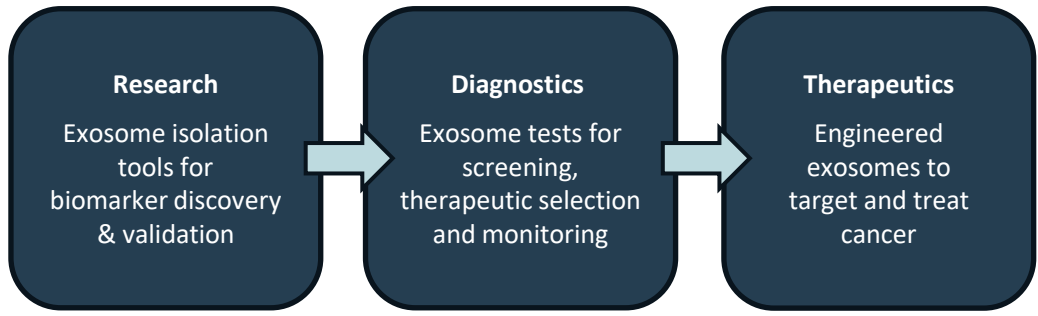 Research
Exosome isolation
tools for
biomarker discovery
& validation
Diagnostics
Exosome tests for
screening,
therapeutic selection
and monitoring
Therapeutics
Engineered
exosomes to
target and treat
cancer